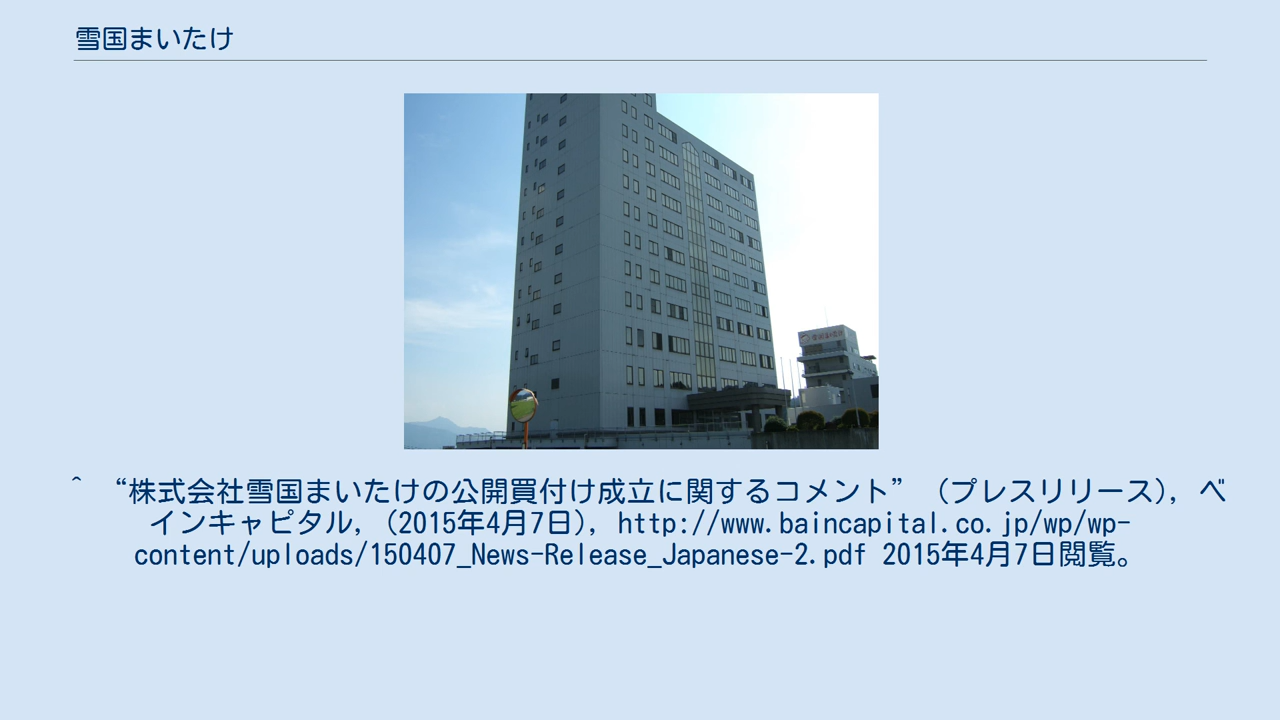 雪国まいたけ
^ “株式会社雪国まいたけの公開買付け成立に関するコメント” (プレスリリース), ベ
インキャピタル, (2015年4月7日), http://www.baincapital.co.jp/wp/wp-
content/uploads/150407_News-Release_Japanese-2.pdf 2015年4月7日閲覧。